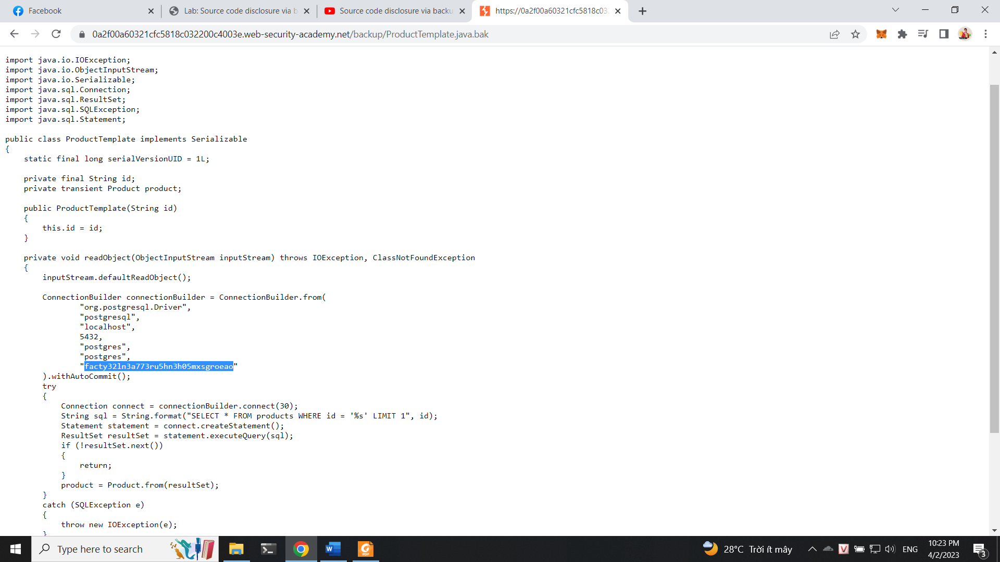 Facebook
Lab: Source code disclosure via b
Source code disclosure via backu
https://0a2f00a60321cfc5818c03
0a2f00a60321cfc5818c032200c4003e.web-security-academy.net/backup/ProductTemplate.java.bak
import java.io.IOException;
import java.io.ObjectInputStream;
import java.io.Serializable;
import java.sql.Connection;
import java.sql.ResultSet;
import java.sql.SQLException;
import java.sql.Statement;
public class ProductTemplate implements Serializable
{
static final long serialVersionUID = 1L;
private final String id;
private transient Product product;
public ProductTemplate(String id)
{
this.id = id;
}
private void readObject(ObjectInputStream inputStream) throws IOException, ClassNotFoundException
{
inputStream.defaultReadObject();
ConnectionBuilder connectionBuilder = ConnectionBuilder.from(
"org.postgresql.Driver",
"postgresql",
"localhost",
5432,
"postgres",
"postgres",
"facty32ln3a773ru5hn3h05mxsgroeao"
).withAutoCommit();
try
{
Connection connect = connectionBuilder.connect(30);
String sql = String.format("SELECT * FROM products WHERE id = '%s' LIMIT 1", id);
Statement statement = connect.createStatement();
ResultSet resultSet = statement.executeQuery(sql);
if (!resultSet.next())
{
return;
}
product = Product.from(resultSet);
}
catch (SQLException e)
{
throw new IOException(e);
}
Type here to search
28°C Trời ít mây
ENG
10:23 PM
4/2/2023
3